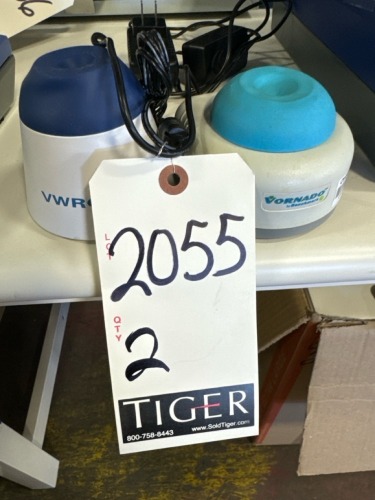 VWR
VORNADO
LOT
2055
QTY
2
TIGER
800-758-8443
www.SoldTiger.com